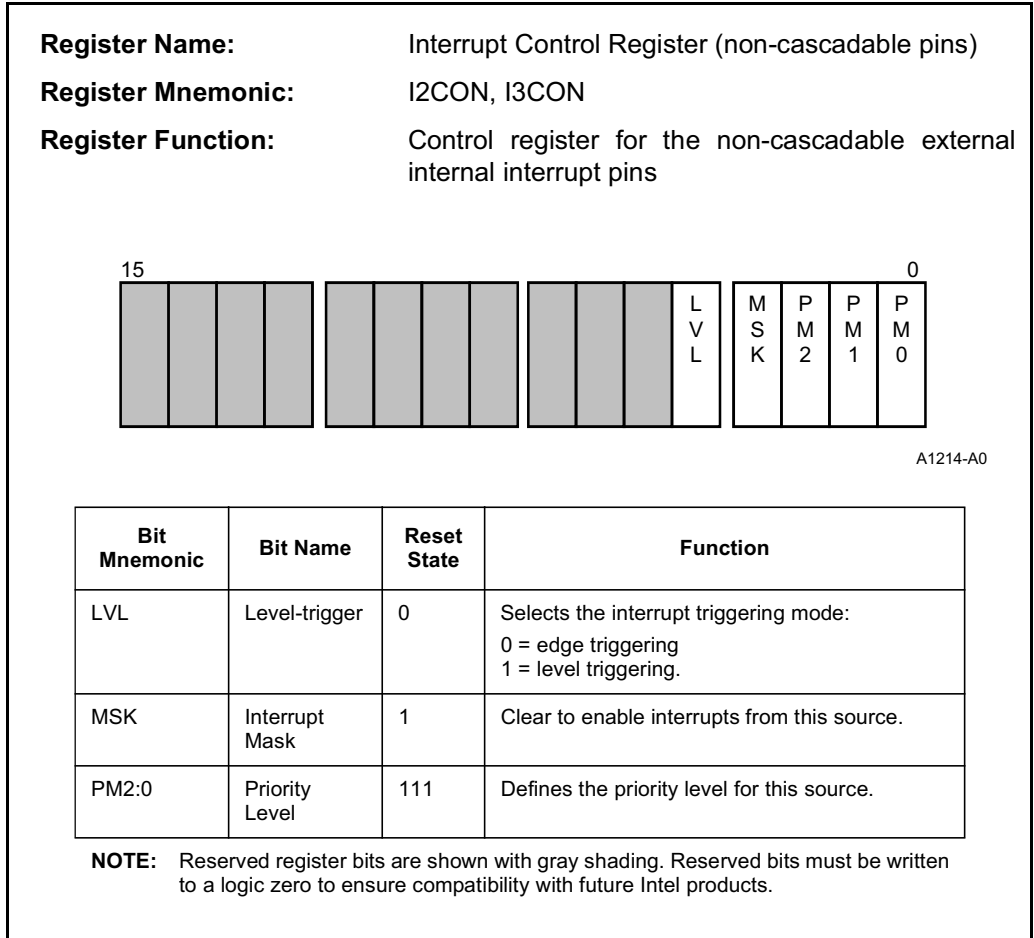 Register Name: Interrupt Control Register (non-cascadable pins)
Register Mnemonic: I2CON, I3CON
Register Function: Control register for the non-cascadable external
internal interrupt pins
15 0
LVL MSK PM2 PM1 PM0
A1214-A0
Bit Mnemonic Bit Name Reset State Function
LVL Level-trigger 0 Selects the interrupt triggering mode:
0 = edge triggering
1 = level triggering.
MSK Interrupt Mask 1 Clear to enable interrupts from this source.
PM2:0 Priority Level 111 Defines the priority level for this source.
NOTE: Reserved register bits are shown with gray shading. Reserved bits must be written
to a logic zero to ensure compatibility with future Intel products.